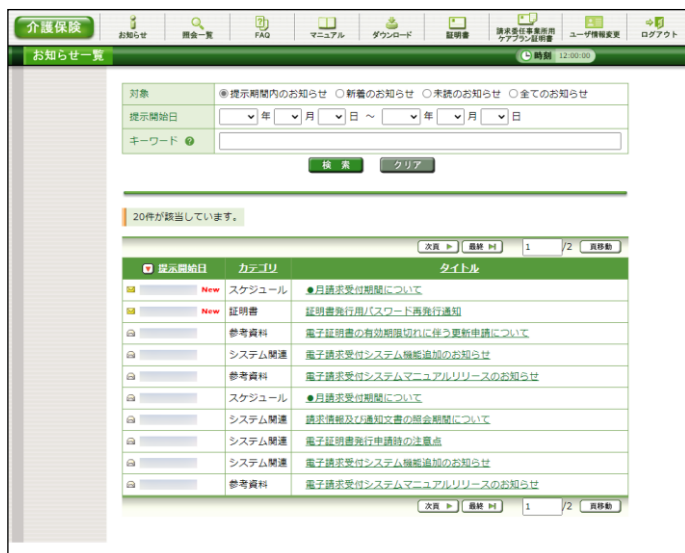 介護保険
お知らせ 照会一覧 FAQ マニュアル ダウンロード 証明書 請求委任事業所用 ケアプラン証明書 ユーザ情報変更 ログアウト
お知らせ一覧 時刻 12:00:00
対象 提示期間内のお知らせ 新着のお知らせ 未読のお知らせ 全てのお知らせ
提示開始日 年 月 日 ~ 年 月 日
キーワード ?
検 索 クリア
20件が該当しています。
次頁 最終 1 /2 頁移動
提示開始日 カテゴリ タイトル
New スケジュール ●月請求受付期間について
New 証明書 証明書発行用パスワード再発行通知
参考資料 電子証明書の有効期限切れに伴う更新申請について
システム関連 電子請求受付システム機能追加のお知らせ
参考資料 電子請求受付システムマニュアルリリースのお知らせ
スケジュール ●月請求受付期間について
システム関連 請求情報及び通知文書の照会期間について
システム関連 電子証明書発行申請時の注意点
システム関連 電子請求受付システム機能追加のお知らせ
参考資料 電子請求受付システムマニュアルリリースのお知らせ
次頁 最終 1 /2 頁移動